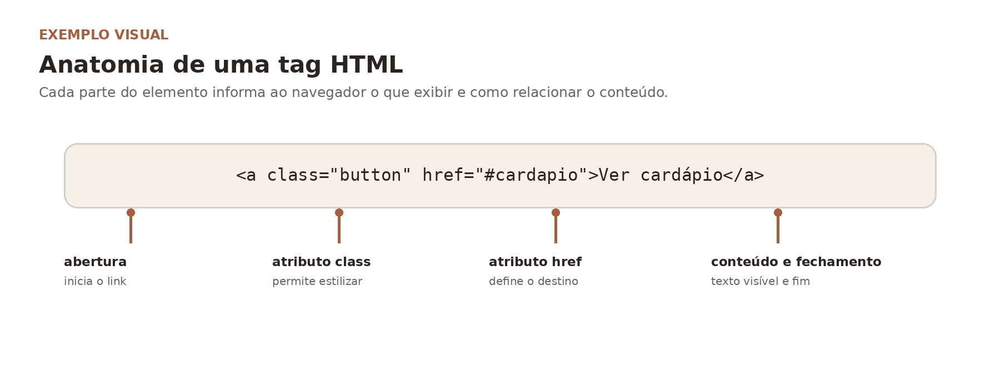 EXEMPLO VISUAL
Anatomia de uma tag HTML
Cada parte do elemento informa ao navegador o que exibir e como relacionar o conteúdo.
<a class="button" href="#cardapio">Ver cardápio</a>
abertura
inicia o link
atributo class
permite estilizar
atributo href
define o destino
conteúdo e fechamento
texto visível e fim